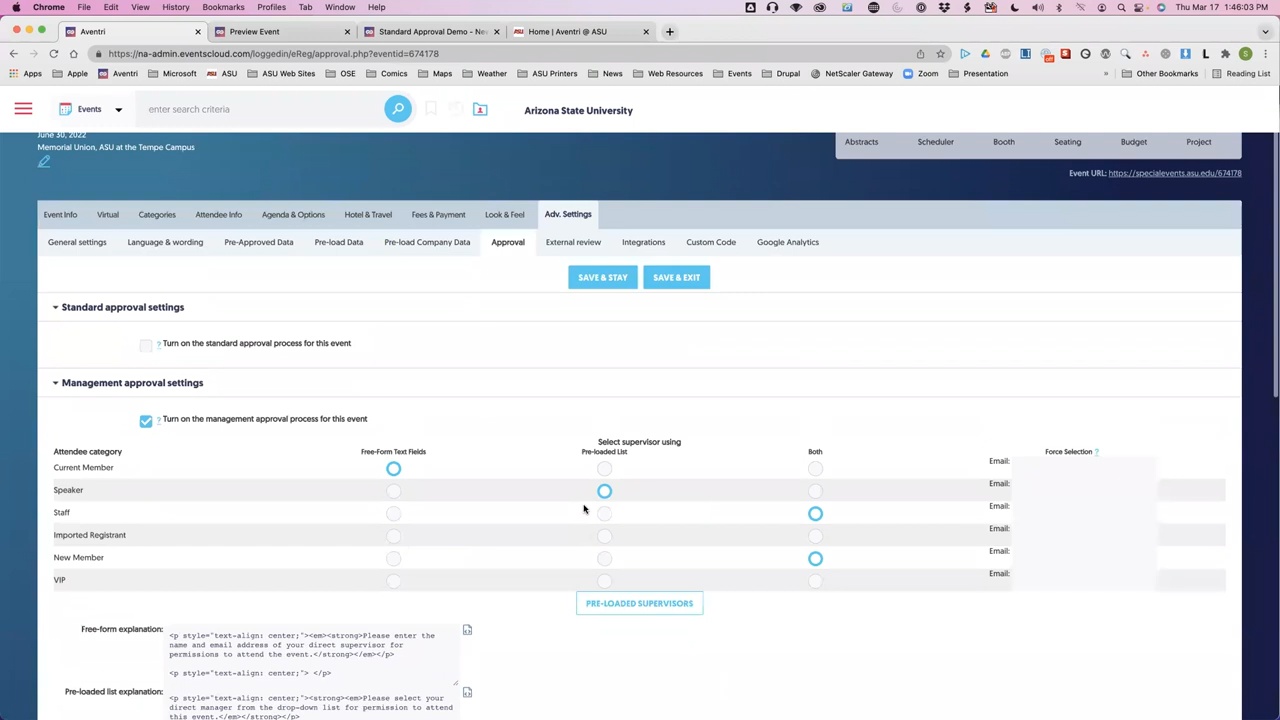 Chrome File Edit View History Bookmarks Profiles Tab Window Help Thu Mar 17 1:46:03 PM
Aventri Preview Event Standard Approval Demo - Ne Home | Aventri @ ASU
https://na-admin.eventscloud.com/loggedin/eReg/approval.php?eventid=674178
Apps Apple Aventri Microsoft ASU ASU Web Sites OSE Comics Maps Weather ASU Printers News Web Resources Events Drupal NetScaler Gateway Zoom Presentation » Other Bookmarks Reading List
Events enter search criteria Arizona State University
June 30, 2022
Memorial Union, ASU at the Tempe Campus
Abstracts Scheduler Booth Seating Budget Project
Event URL: https://specialevents.asu.edu/674178
Event Info Virtual Categories Attendee Info Agenda & Options Hotel & Travel Fees & Payment Look & Feel Adv. Settings
General settings Language & wording Pre-Approved Data Pre-load Data Pre-load Company Data Approval External review Integrations Custom Code Google Analytics
SAVE & STAY SAVE & EXIT
Standard approval settings
? Turn on the standard approval process for this event
Management approval settings
? Turn on the management approval process for this event
Select supervisor using
Attendee category Free-Form Text Fields Pre-loaded List Both Force Selection ?
Current Member Email:
Speaker Email:
Staff Email:
Imported Registrant Email:
New Member Email:
VIP Email:
PRE-LOADED SUPERVISORS
Free-form explanation: <p style="text-align: center;"><em><strong>Please enter the
name and email address of your direct supervisor for
permissions to attend the event.</strong></em></p>
<p style="text-align: center;"> </p>
Pre-loaded list explanation: <p style="text-align: center;"><strong><em>Please select your
direct manager from the drop-down list for permission to attend
this event.</em></strong></p>